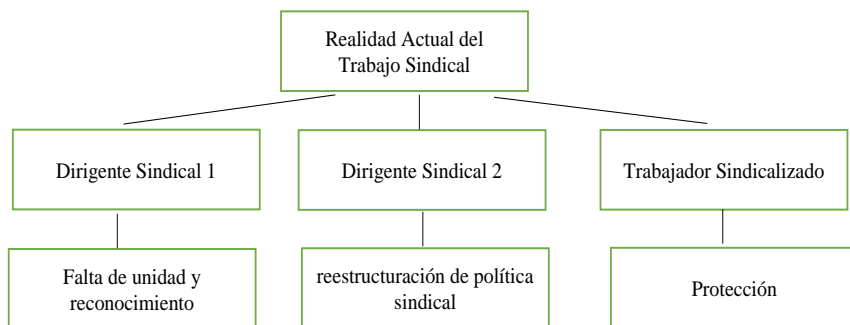 Realidad Actual del
Trabajo Sindical
Dirigente Sindical 1
Dirigente Sindical 2
Trabajador Sindicalizado
Falta de unidad y
reconocimiento
reestructuración de política
sindical
Protección